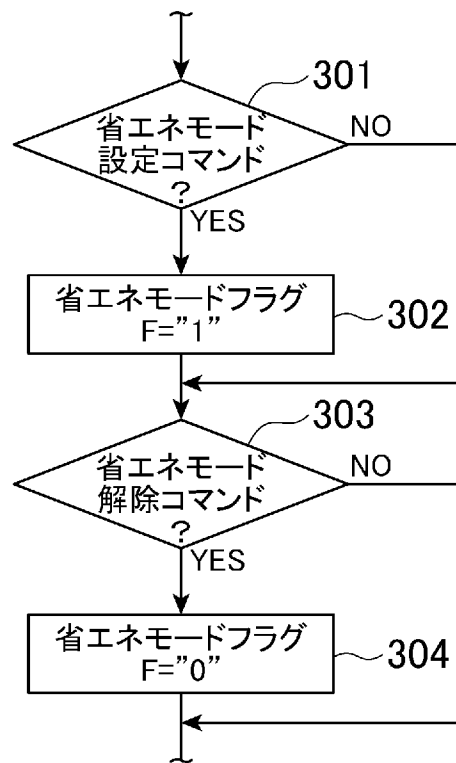 301
省エネモード
設定コマンド
?
NO
YES
省エネモードフラグ
F="1"
302
303
省エネモード
解除コマンド
?
NO
YES
省エネモードフラグ
F="0"
304